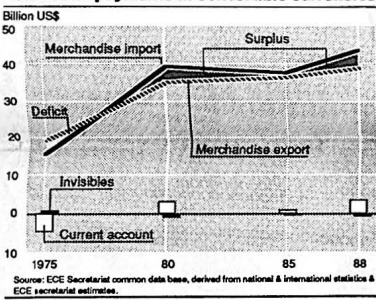 Billion US$
50
Surplus
Merchandise import
40
30
Deficit
20
Merchandise export
10
Invisibles
0
Current account
10
1975 80 85 88
Source: ECE Secretariat common data base, derived from national & international statistics &
ECE secretariat estimates.